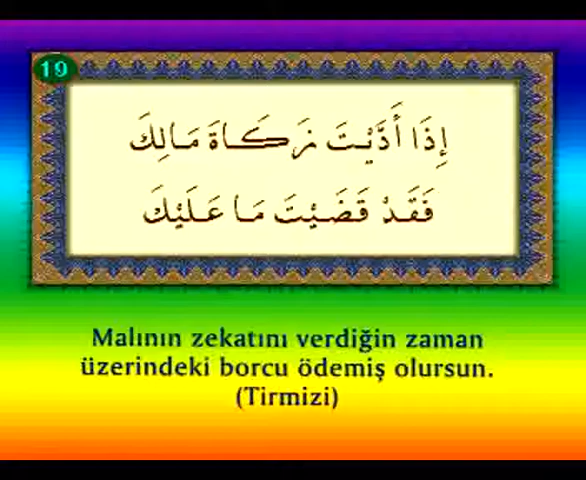 19
إِذَا أَدَّيْتَ زَكَاةَ مَالِكَ
فَقَدْ قَضَيْتَ مَا عَلَيْكَ
Malının zekatını verdiğin zaman
üzerindeki borcu ödemiş olursun.
(Tirmizi)